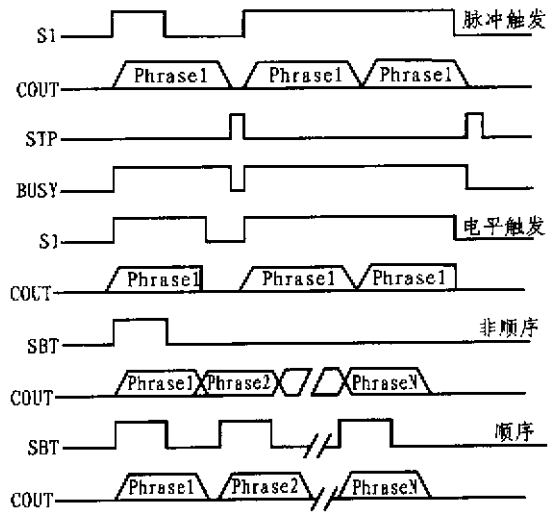 S1 脉冲触发
COUT Phrase1 Phrase1 Phrase1
STP
BUSY
S1 电平触发
COUT Phrase1 Phrase1 Phrase1
SBT 非顺序
COUT Phrase1 Phrase2 PhraseN
SBT 顺序
COUT Phrase1 Phrase2 PhraseN